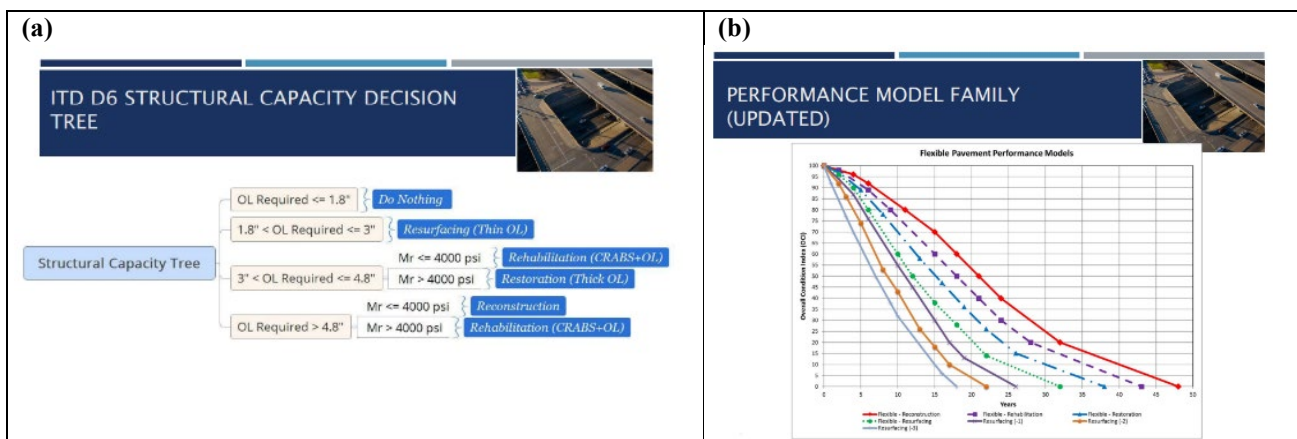 (a)
ITD D6 STRUCTURAL CAPACITY DECISION
TREE
Structural Capacity Tree
OL Required <= 1.8"
Do Nothing
1.8" < OL Required <= 3"
Resurfacing (Thin OL)
3" < OL Required <= 4.8"
Mr <= 4000 psi
Rehabilitation (CRABS+OL)
Mr > 4000 psi
Restoration (Thick OL)
OL Required > 4.8"
Mr <= 4000 psi
Reconstruction
Mr > 4000 psi
Rehabilitation (CRABS+OL)
(b)
PERFORMANCE MODEL FAMILY
(UPDATED)
Flexible Pavement Performance Models
Overall Condition Index (OCI)
100
95
90
85
80
75
70
65
60
55
50
45
40
35
30
25
20
15
10
5
0
0 5 10 15 20 25 30 35 40 45 50
Years
Flexible - Reconstruction
Flexible - Rehabilitation
Flexible - Restoration
Flexible - Resurfacing
Resurfacing (-1)
Resurfacing (-2)
Resurfacing (-3)